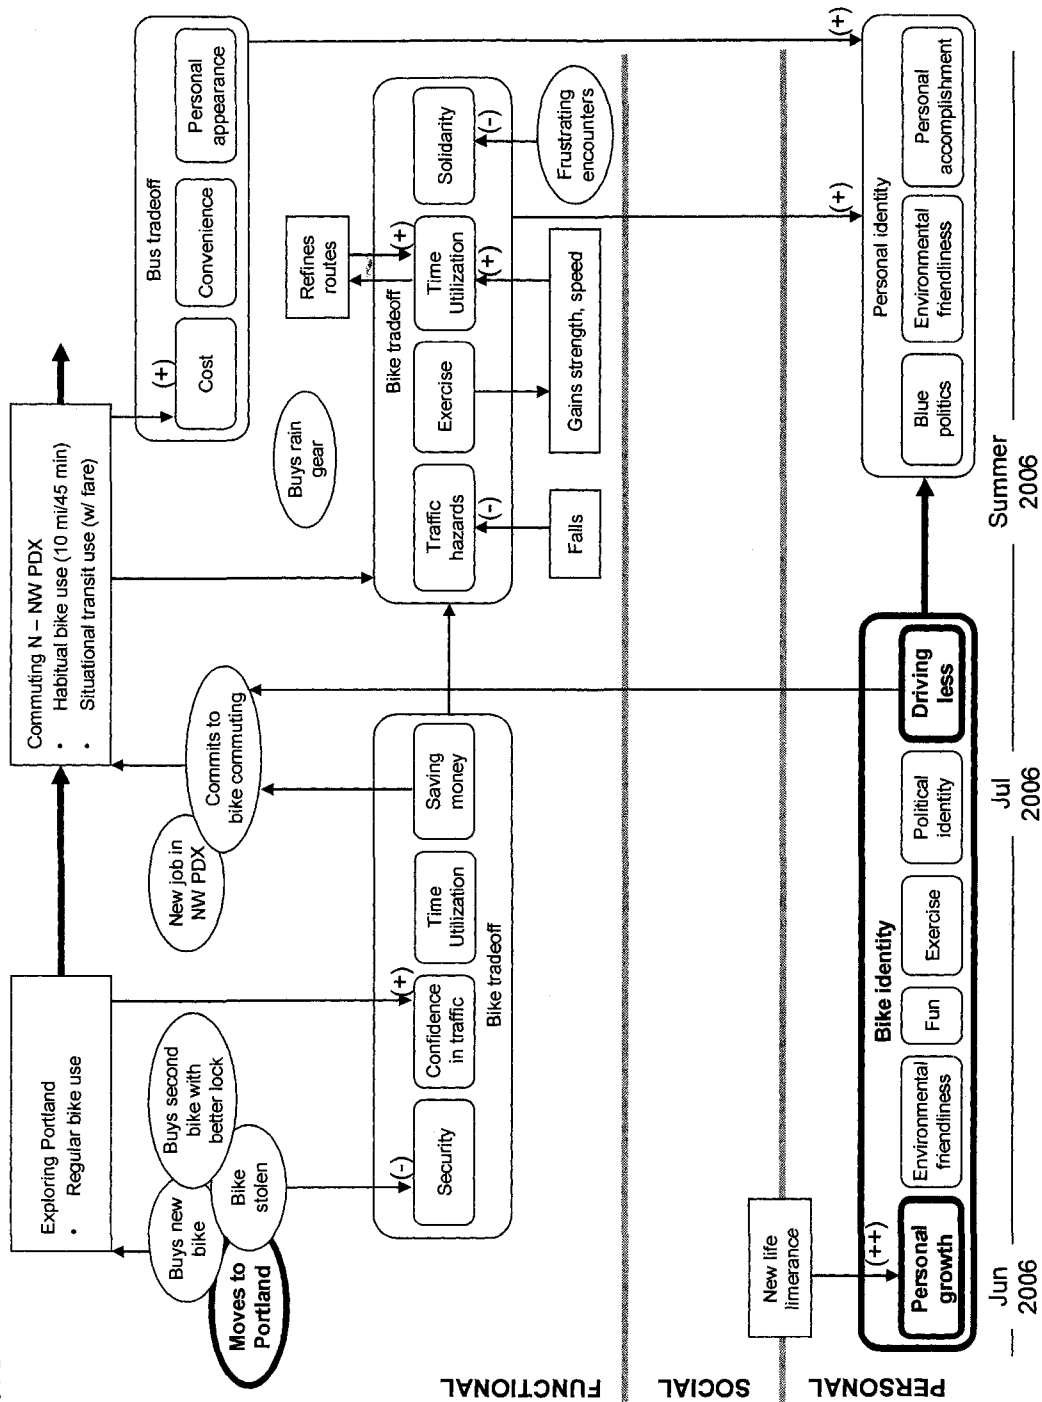 Exploring Portland
• Regular bike use
Commuting N – NW PDX
• Habitual bike use (10 mi/45 min)
• Situational transit use (w/ fare)
Moves to
Portland
Buys new
bike
Bike
stolen
Buys second
bike with
better lock
New job in
NW PDX
Commits to
bike commuting
(+)
Bus tradeoff
Cost
Convenience
Personal
appearance
Buys rain
gear
Refines
routes
(-)
Security
(+)
Confidence
in traffic
Time
Utilization
Saving
money
Bike tradeoff
Bike tradeoff
Traffic
hazards
(-)
Exercise
(+)
Time
Utilization
(+)
Solidarity
(-)
Falls
Gains strength, speed
Frustrating
encounters
FUNCTIONAL
SOCIAL
PERSONAL
New life
limerance
(++)
Bike identity
Personal
growth
Environmental
friendliness
Fun
Exercise
Political
identity
Driving
less
(+)
(+)
Personal identity
Blue
politics
Environmental
friendliness
Personal
accomplishment
Jun
2006
Jul
2006
Summer
2006